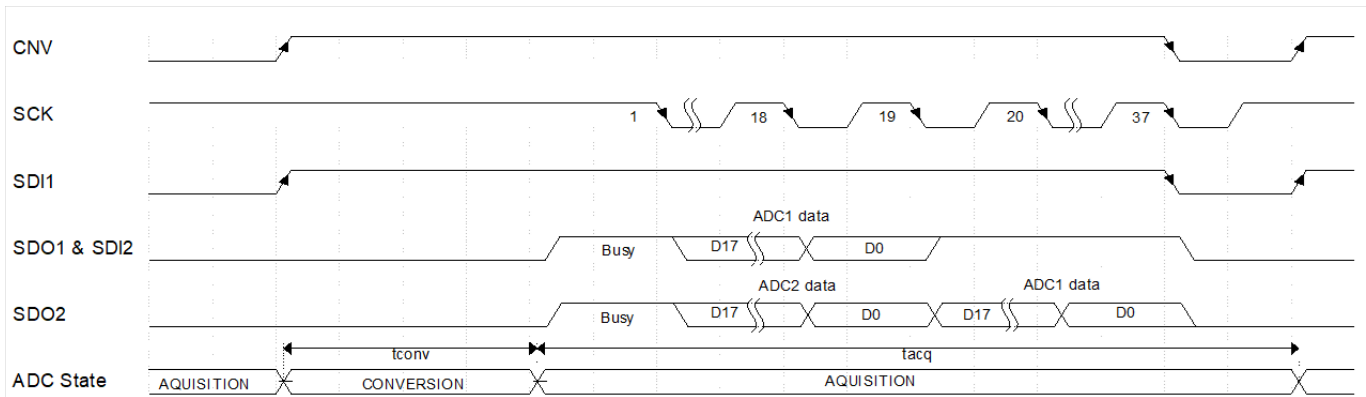 CNV
SCK 1 18 19 20 37
SDI1
ADC1 data
SDO1 & SDI2 Busy D17 D0
ADC2 data ADC1 data
SDO2 Busy D17 D0 D17 D0
tconv tacq
ADC State AQUISITION CONVERSION AQUISITION